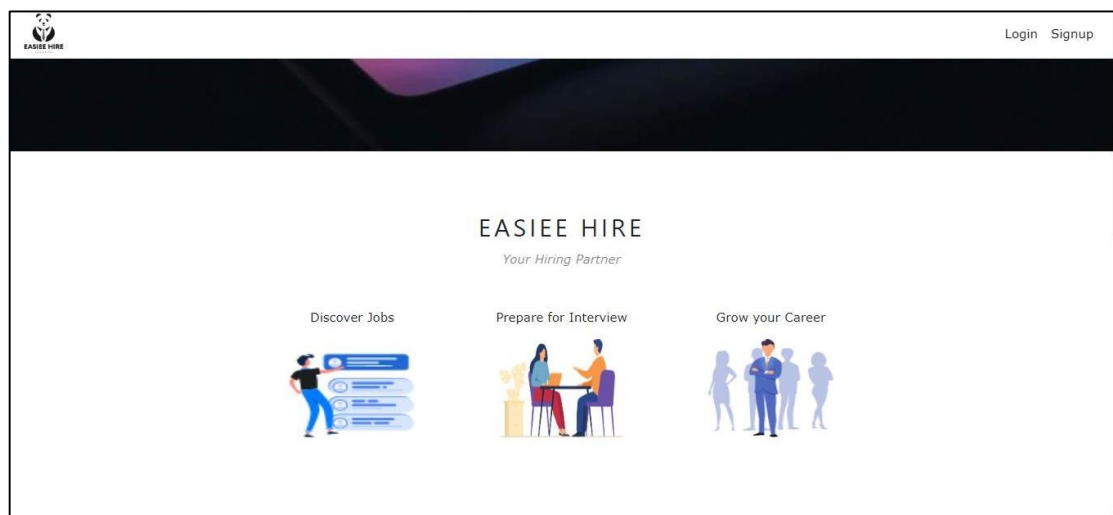 EASIEE HIRE
Login Signup
EASIEE HIRE
Your Hiring Partner
Discover Jobs Prepare for Interview Grow your Career